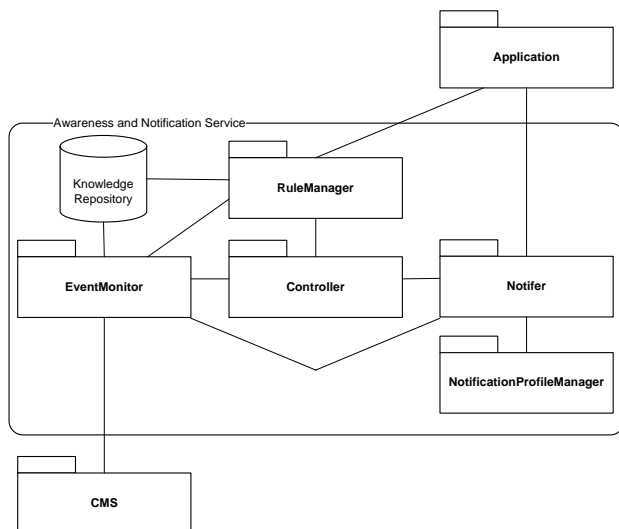 Application
Awareness and Notification Service
Knowledge
Repository
RuleManager
EventMonitor
Controller
Notifer
NotificationProfileManager
CMS